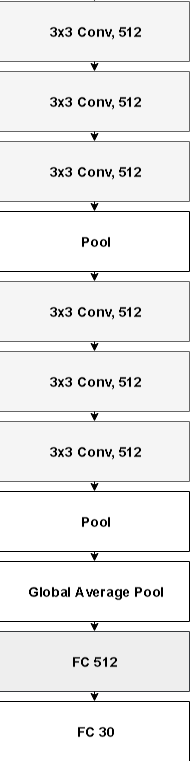 3x3 Conv, 512
3x3 Conv, 512
3x3 Conv, 512
Pool
3x3 Conv, 512
3x3 Conv, 512
3x3 Conv, 512
Pool
Global Average Pool
FC 512
FC 30